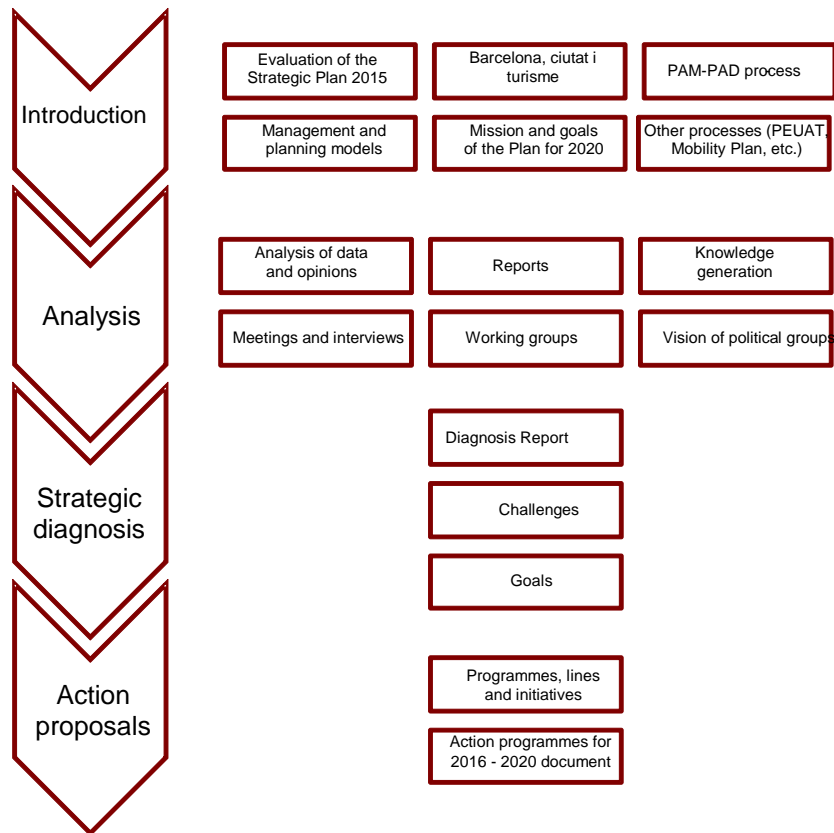 Introduction
Evaluation of the
Strategic Plan 2015
Barcelona, ciutat i
turisme
PAM-PAD process
Management and
planning models
Mission and goals
of the Plan for 2020
Other processes (PEUAT,
Mobility Plan, etc.)
Analysis
Analysis of data
and opinions
Reports
Knowledge
generation
Meetings and interviews
Working groups
Vision of political groups
Strategic
diagnosis
Diagnosis Report
Challenges
Goals
Action
proposals
Programmes, lines
and initiatives
Action programmes for
2016 - 2020 document